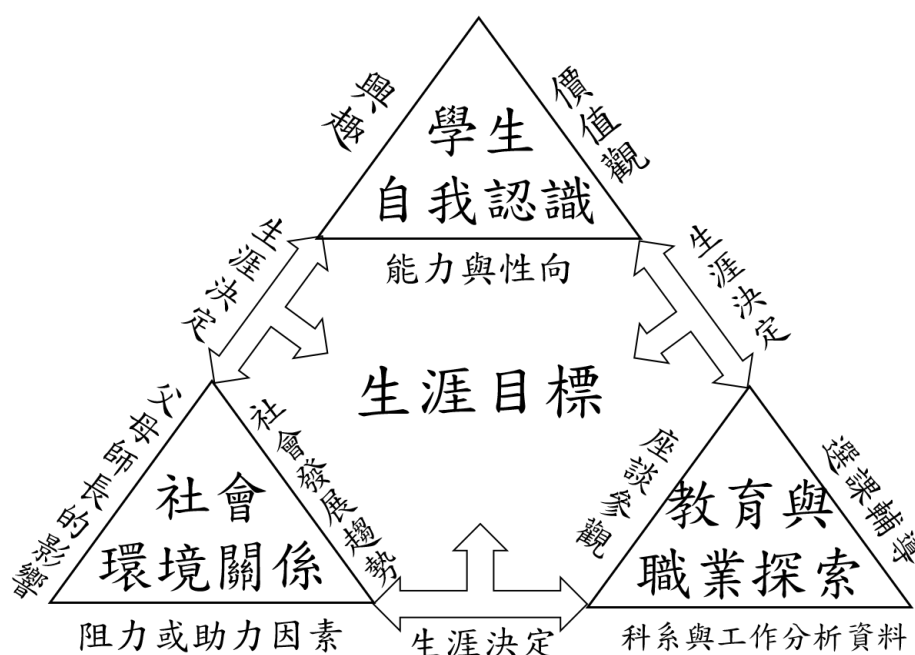 興趣
價值觀
學生
自我認識
能力與性向
生涯決定
生涯決定
生涯目標
父母師長的影響
社會發展趨勢
社會
環境關係
阻力或助力因素
座談參觀
選課輔導
教育與
職業探索
科系與工作分析資料
生涯決定